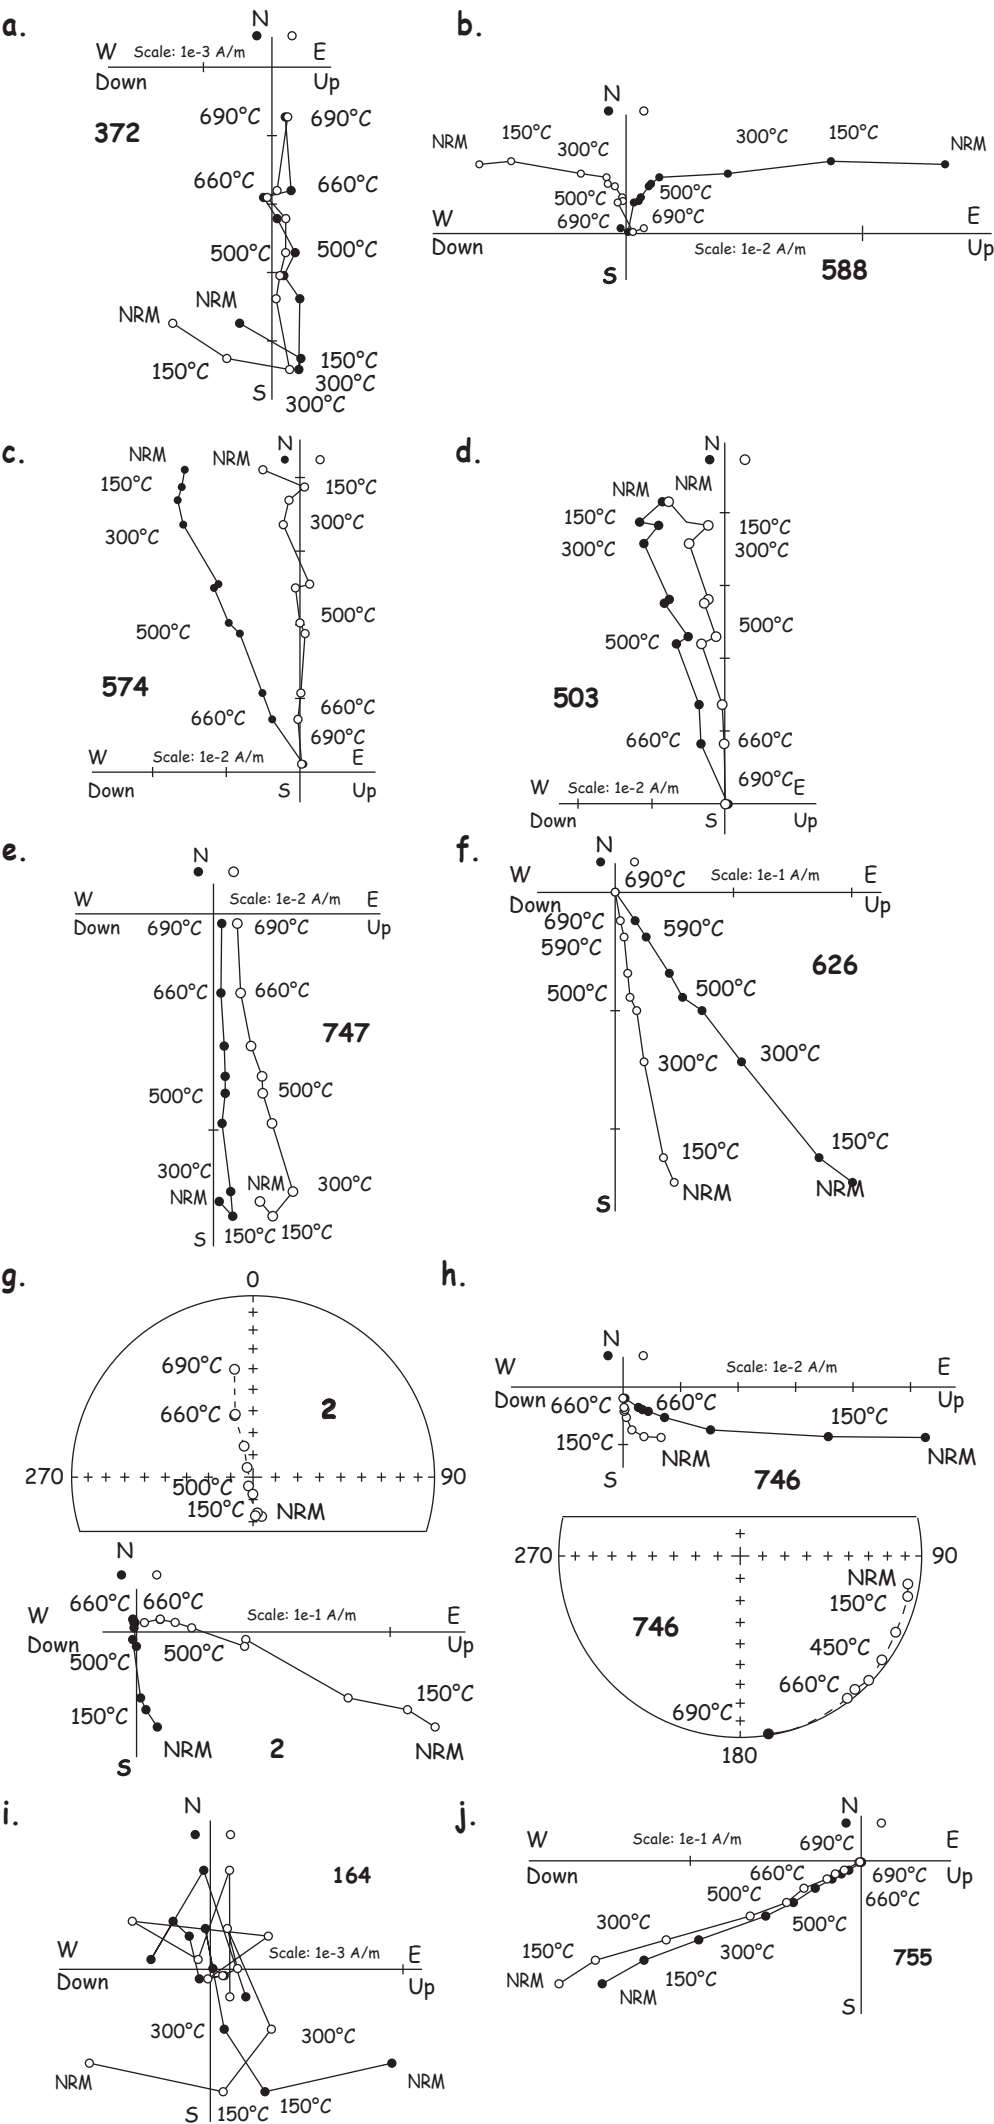 a.
N
W Scale: 1e-3 A/m E
Down Up
690°C 690°C
372
660°C 660°C
500°C 500°C
NRM NRM
150°C 150°C
300°C
S 300°C
b.
N
NRM 150°C 300°C 300°C 150°C NRM
500°C 500°C
690°C 690°C
W E
Down Scale: 1e-2 A/m Up
S 588
c.
N
NRM NRM
150°C 150°C
300°C 300°C
500°C 500°C
574
660°C 660°C
690°C
W Scale: 1e-2 A/m E
Down S Up
d.
N
NRM NRM
150°C 150°C
300°C 300°C
500°C 500°C
503
660°C 660°C
690°C
W Scale: 1e-2 A/m E
Down S Up
e.
N
W Scale: 1e-2 A/m E
Down 690°C 690°C Up
660°C 660°C
747
500°C 500°C
300°C 300°C
NRM NRM
S 150°C 150°C
f.
N
W 690°C Scale: 1e-1 A/m E
Down Up
690°C 590°C
590°C 626
500°C 500°C
300°C 300°C
150°C 150°C
S NRM NRM
g.
0
690°C
660°C 2
270 90
500°C
150°C NRM
N
660°C 660°C
W Scale: 1e-1 A/m E
Down Up
500°C 500°C
150°C 150°C
S NRM 2 NRM
h.
N
W Scale: 1e-2 A/m E
Down 660°C 660°C Up
150°C 150°C
NRM NRM
S 746
270 90
NRM
150°C
746
450°C
660°C
690°C
180
i.
N
164
W Scale: 1e-3 A/m E
Down Up
300°C 300°C
NRM NRM
S 150°C 150°C
j.
N
W Scale: 1e-1 A/m 690°C E
Down 660°C 690°C Up
500°C 660°C
300°C 500°C
150°C 300°C 755
NRM 150°C
NRM
S